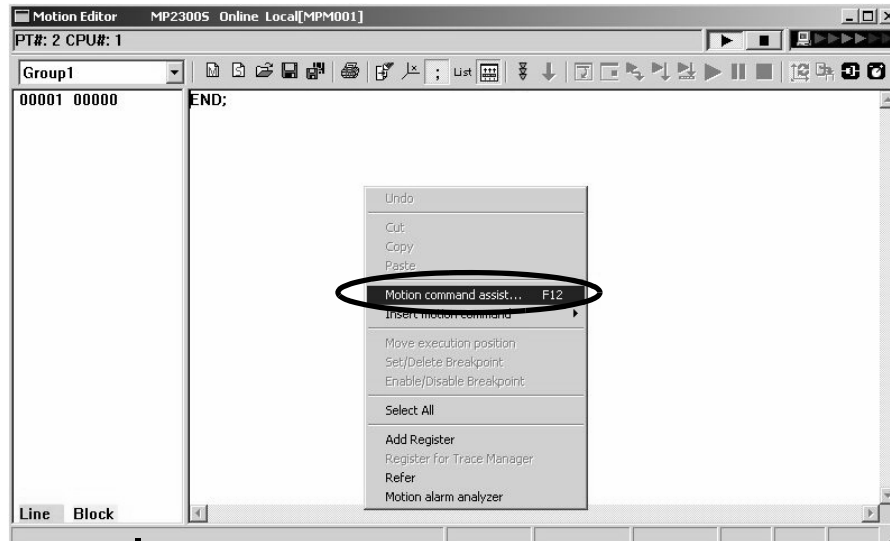 Motion Editor MP2300S Online Local[MPM001]
PT#: 2 CPU#: 1
Group1
List
00001 00000 END;
Undo
Cut
Copy
Paste
Motion command assist... F12
Insert motion command
Move execution position
Set/Delete Breakpoint
Enable/Disable Breakpoint
Select All
Add Register
Register for Trace Manager
Refer
Motion alarm analyzer
Line Block